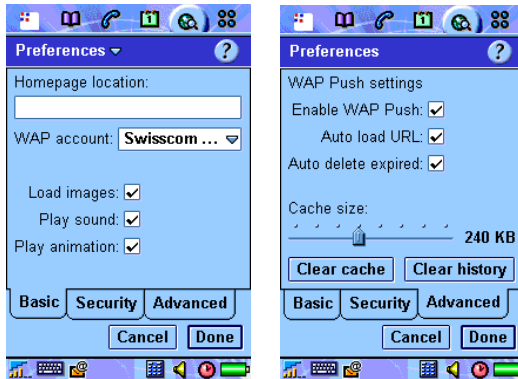 Preferences
?
Homepage location:
WAP account: Swisscom ...
Load images:
Play sound:
Play animation:
Basic Security Advanced
Cancel Done
Preferences
?
WAP Push settings
Enable WAP Push:
Auto load URL:
Auto delete expired:
Cache size:
240 KB
Clear cache Clear history
Basic Security Advanced
Cancel Done